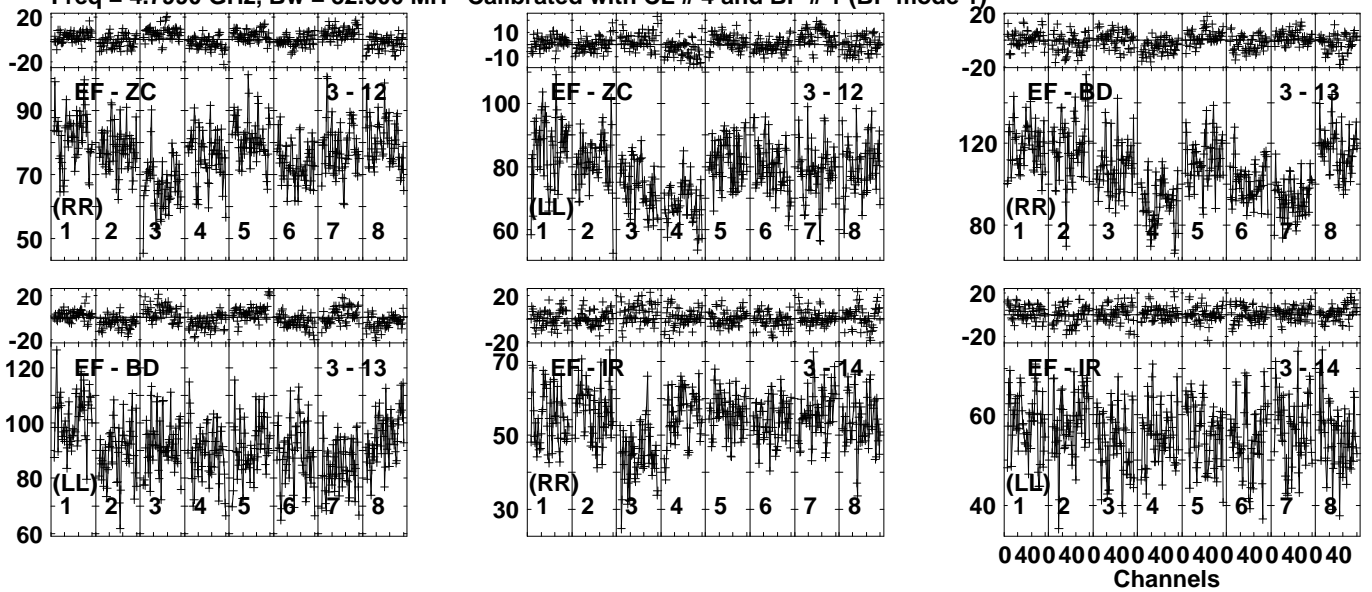 Freq = GHz, Bw = MH Calibrated with CL # 4 and BP # 1 (BP mode 1)
20 10 20
-20 -10 -20
EF - ZC 3 - 12 EF - ZC 3 - 12 EF - BD 3 - 13
90 100 120
70 80 80
50 60
(RR) (LL) (RR)
1 2 3 4 5 6 7 8 1 2 3 4 5 6 7 8 1 2 3 4 5 6 7 8
20 20 20
-20 -20 -20
EF - BD 3 - 13 EF - IR 3 - 14 EF - IR 3 - 14
120 70 60
100 50 40
80 30
60
(LL) (RR) (LL)
1 2 3 4 5 6 7 8 1 2 3 4 5 6 7 8 1 2 3 4 5 6 7 8
0 40 0 40 0 40 0 40 0 40 0 40 0 40 0 40
Channels